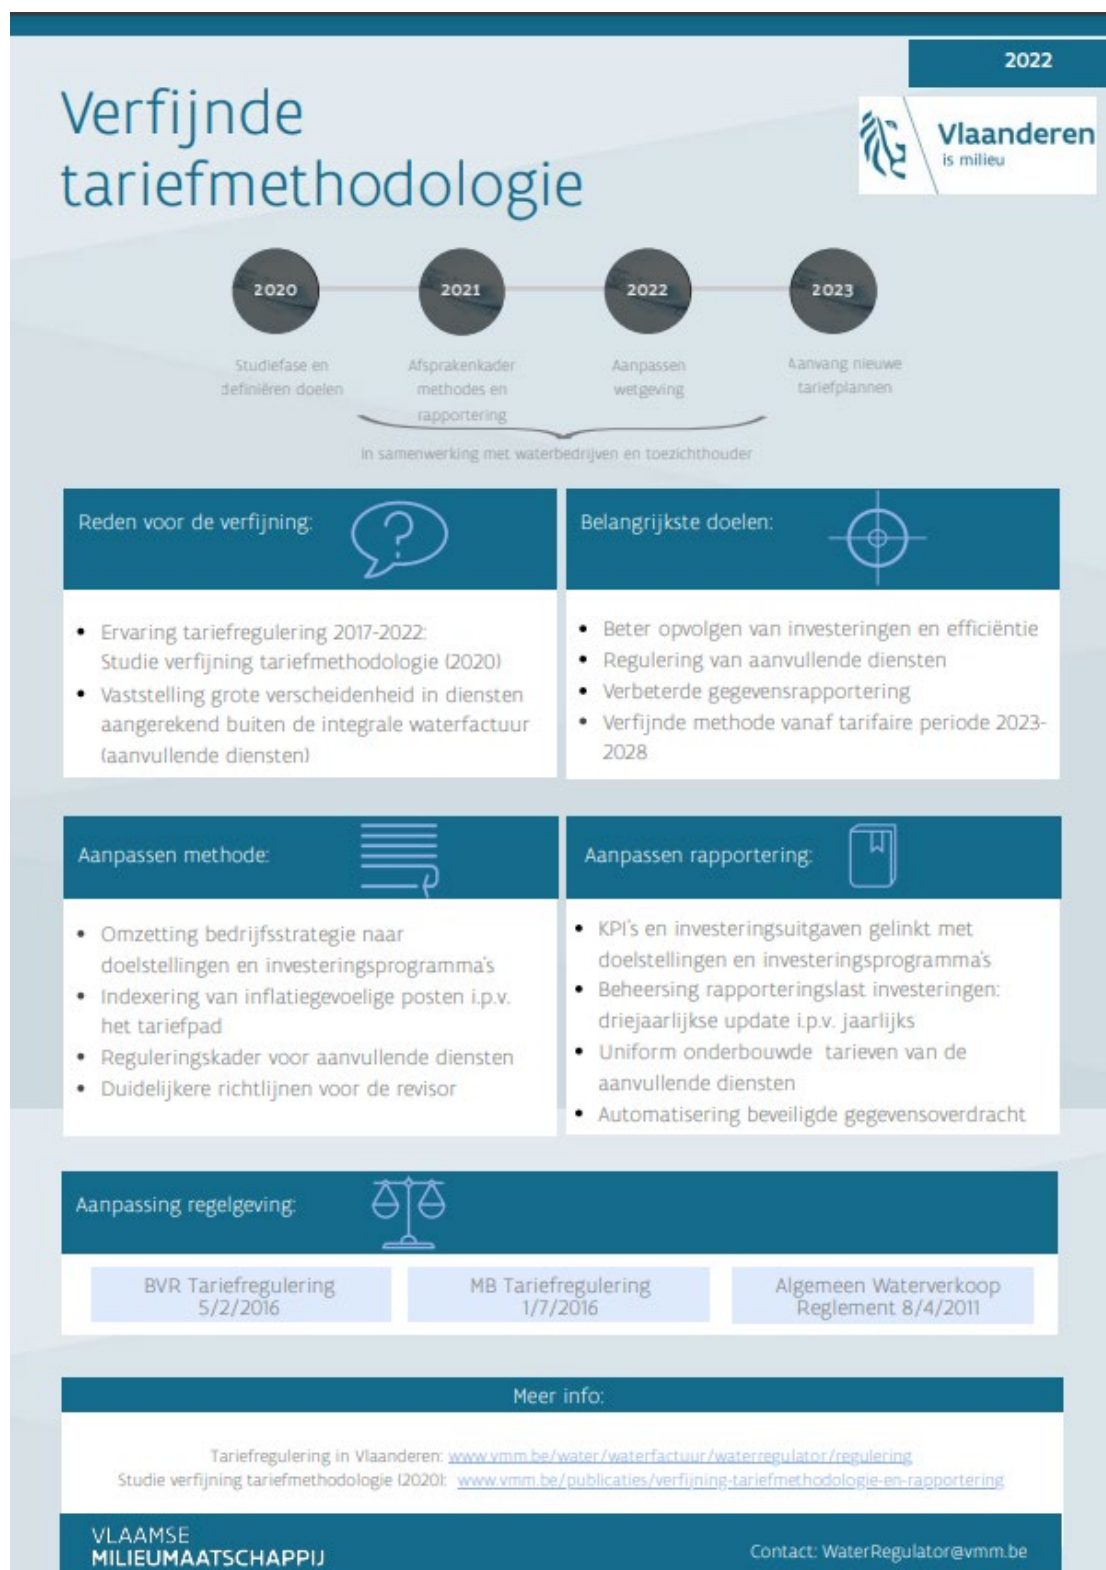 2022
Verfijnde
tariefmethodologie
Vlaanderen
is milieu
2020
2021
2022
2023
Studiefase en
definiëren doelen
Afsprakenkader
methodes en
rapportering
Aanpassen
wetgeving
Aanvang nieuwe
tariefplannen
In samenwerking met waterbedrijven en toezichthouder
Reden voor de verfijning:
?
• Ervaring tariefregulering 2017-2022:
Studie verfijning tariefmethodologie (2020)
• Vaststelling grote verscheidenheid in diensten
aangerekend buiten de integrale waterfactuur
(aanvullende diensten)
Belangrijkste doelen:
• Beter opvolgen van investeringen en efficiëntie
• Regulering van aanvullende diensten
• Verbeterde gegevensrapportering
• Verfijnde methode vanaf tarifaire periode 2023-
2028
Aanpassen methode:
• Omzetting bedrijfsstrategie naar
doelstellingen en investeringsprogramma's
• Indexering van inflatiegevoelige posten i.p.v.
het tariefpad
• Reguleringskader voor aanvullende diensten
• Duidelijkere richtlijnen voor de revisor
Aanpassen rapportering:
• KPI's en investeringsuitgaven gelinkt met
doelstellingen en investeringsprogramma's
• Beheersing rapporteringslast investeringen:
driejaarlijkse update i.p.v. jaarlijks
• Uniform onderbouwde tarieven van de
aanvullende diensten
• Automatisering beveiligde gegevensoverdracht
Aanpassing regelgeving:
BVR Tariefregulering
5/2/2016
MB Tariefregulering
1/7/2016
Algemeen Waterverkoop
Reglement 8/4/2011
Meer info:
Tariefregulering in Vlaanderen: www.vmm.be/water/waterfactuur/waterregulator/regulering
Studie verfijning tariefmethodologie (2020): www.vmm.be/publicaties/verfijning-tariefmethodologie-en-rapportering
VLAAMSE
MILIEUMAATSCHAPPIJ
Contact: WaterRegulator@vmm.be